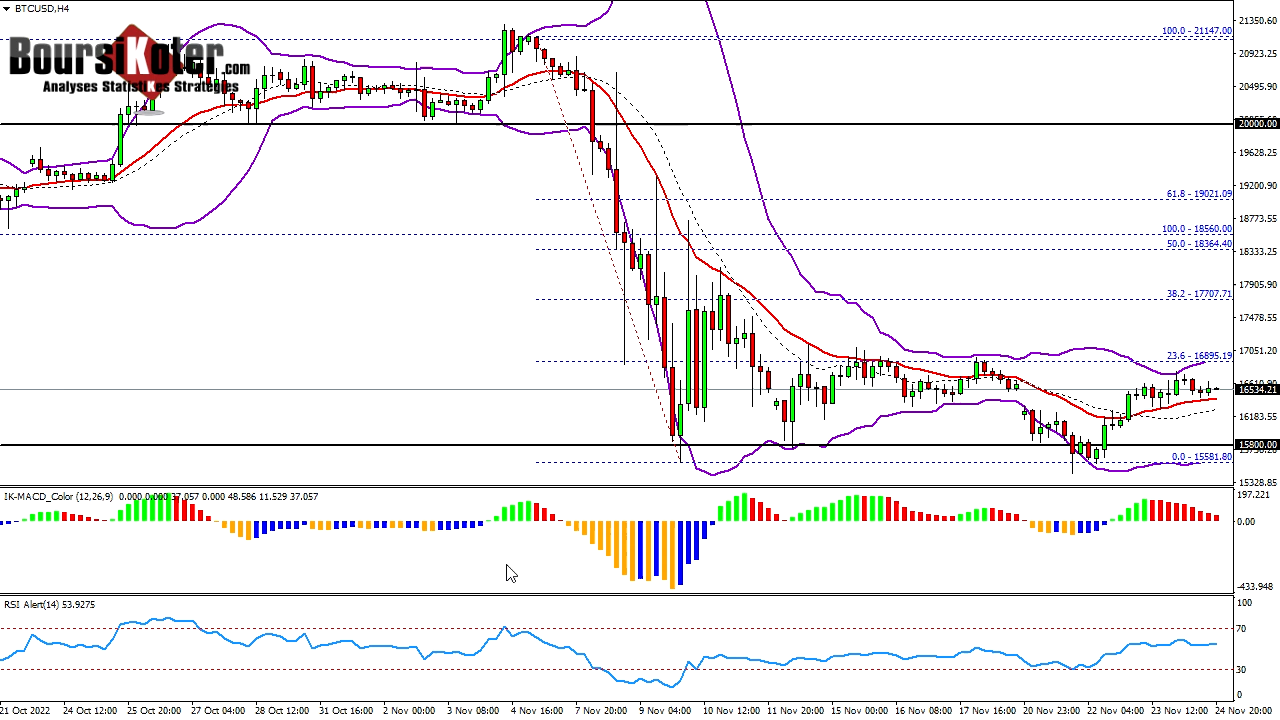 BTCUSD,H4
BoursiKoter.com
Analyses StatistiKes Strategies
100.0 - 21147.00
61.8 - 19021.09
100.0 - 18560.00
50.0 - 18364.40
38.2 - 17707.71
23.6 - 16895.19
0.0 - 15581.80
21350.60
20923.25
20495.90
20000.00
19628.25
19200.90
18773.55
18333.25
17905.90
17478.55
17051.20
16534.21
16183.55
15800.00
15328.85
IK-MACD_Color (12,26,9) 0.000 0.000 37.057 0.000 48.586 11.529 37.057
197.221
0.00
-433.948
RSI Alert(14) 53.9275
100
70
30
0
21 Oct 2022
24 Oct 12:00
25 Oct 20:00
27 Oct 04:00
28 Oct 12:00
31 Oct 16:00
2 Nov 00:00
3 Nov 08:00
4 Nov 16:00
7 Nov 20:00
9 Nov 04:00
10 Nov 12:00
11 Nov 20:00
15 Nov 00:00
16 Nov 08:00
17 Nov 16:00
20 Nov 23:00
22 Nov 04:00
23 Nov 12:00
24 Nov 20:00